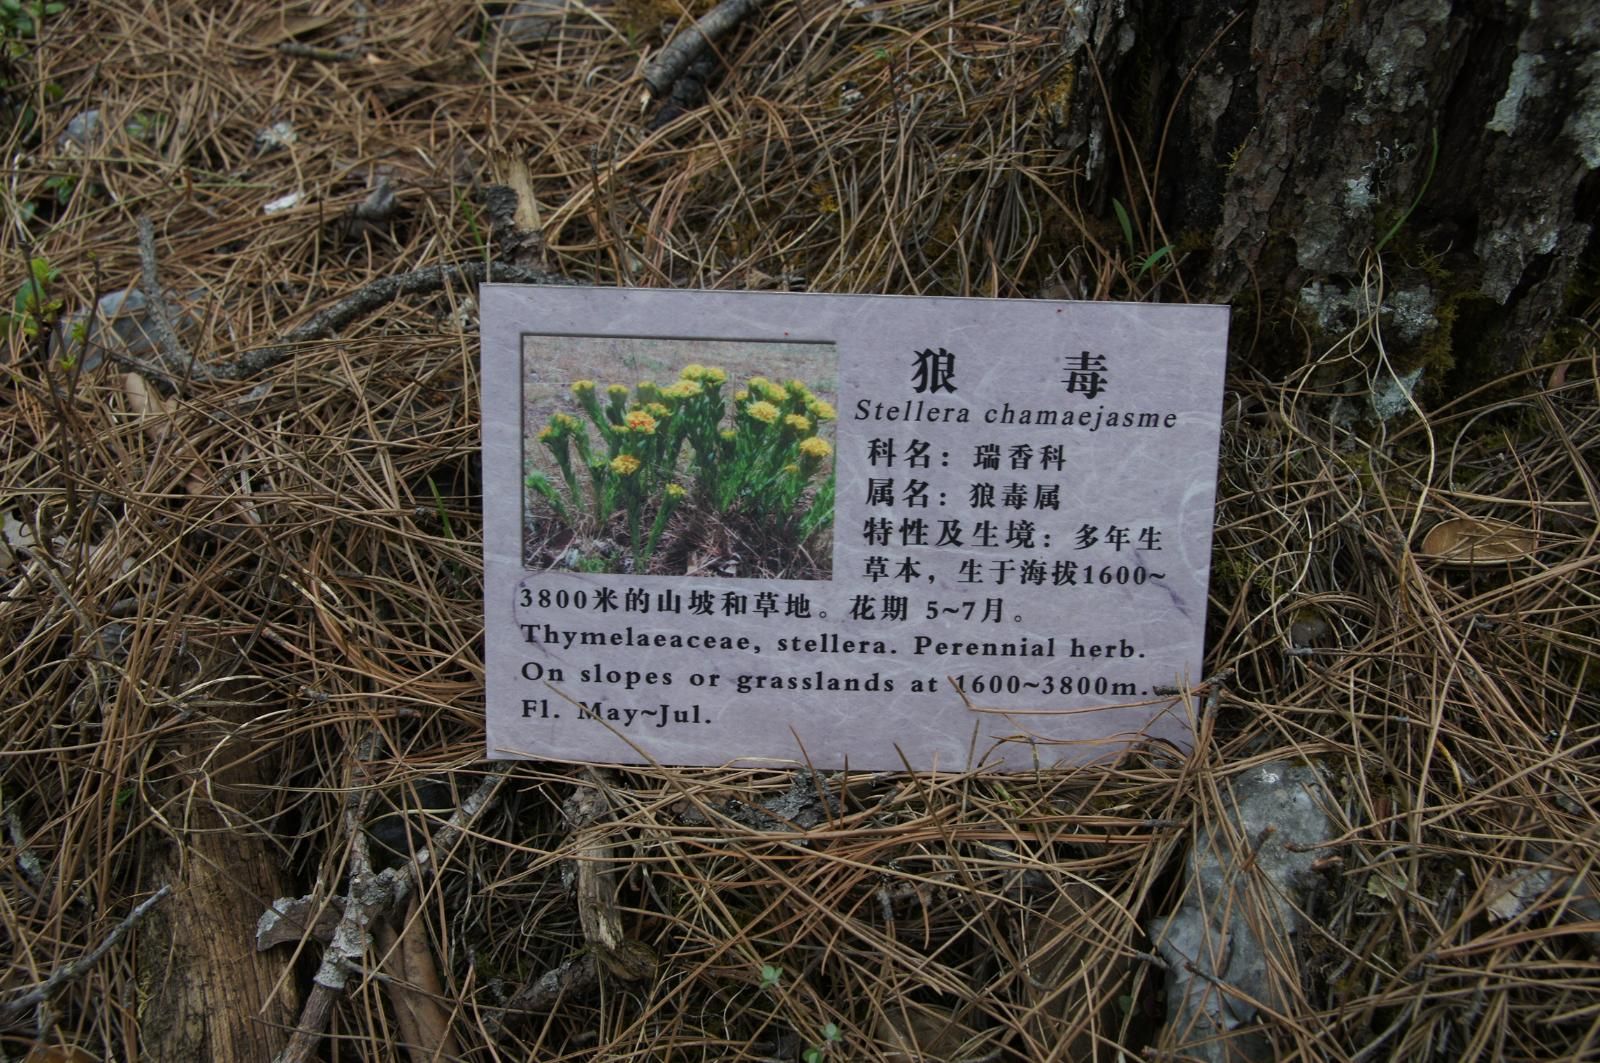 狼 毒
Stellera chamaejasme
科名：瑞香科
属名：狼毒属
特性及生境：多年生
草本，生于海拔1600~
3800米的山坡和草地。花期 5~7月。
Thymelaeaceae, stellera. Perennial herb.
On slopes or grasslands at 1600~3800m.
Fl. May~Jul.